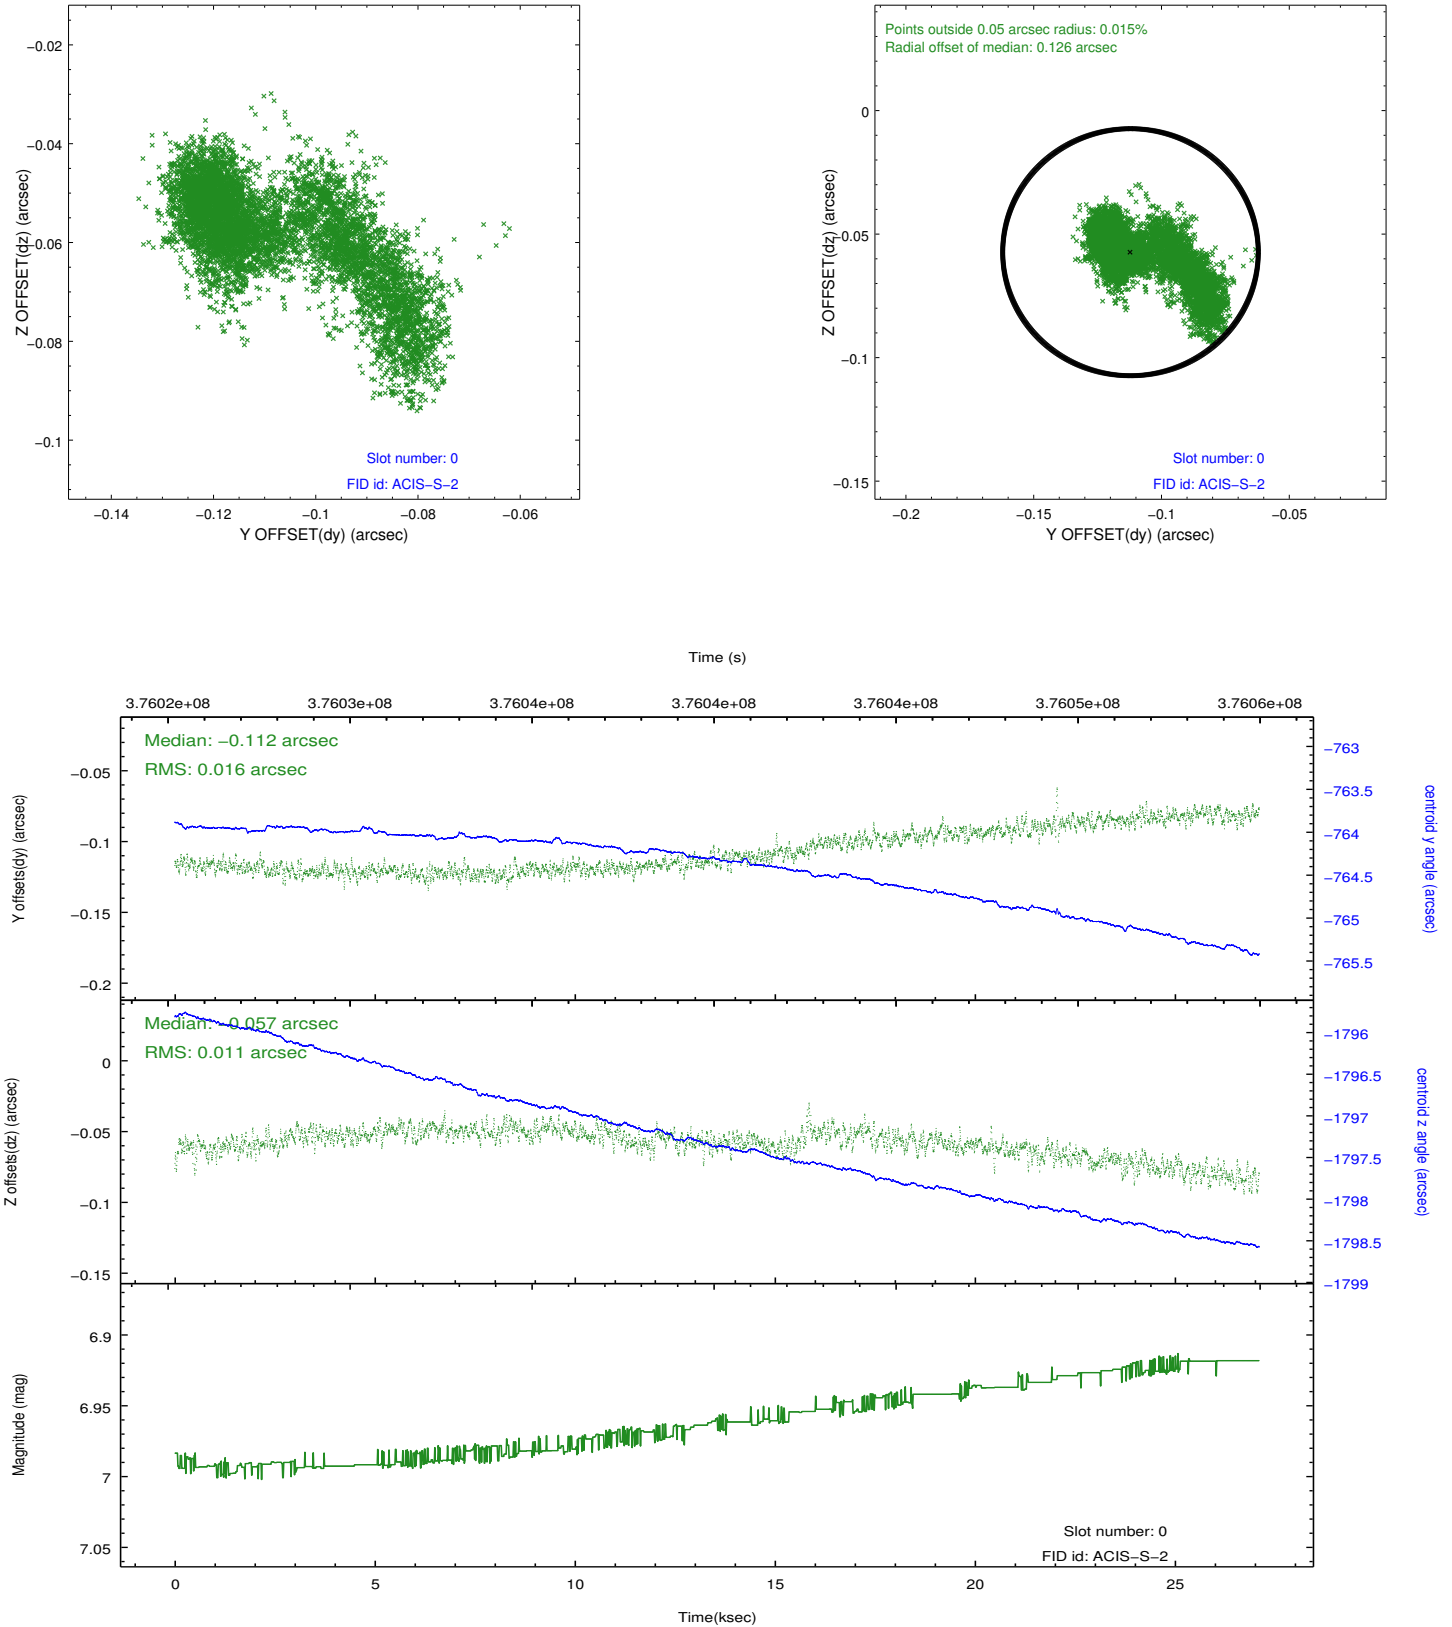 −0.02
−0.04
−0.06
−0.08
−0.1
Z OFFSET(dz) (arcsec)
Slot number: 0
FID id: ACIS−S−2
−0.14
−0.12
−0.1
−0.08
−0.06
Y OFFSET(dy) (arcsec)
Points outside 0.05 arcsec radius: 0.015%
Radial offset of median: 0.126 arcsec
0
−0.05
−0.1
−0.15
Z OFFSET(dz) (arcsec)
Slot number: 0
FID id: ACIS−S−2
−0.2
−0.15
−0.1
−0.05
Y OFFSET(dy) (arcsec)
Time (s)
3.7602e+08
3.7603e+08
3.7604e+08
3.7604e+08
3.7604e+08
3.7605e+08
3.7606e+08
Median: −0.112 arcsec
RMS: 0.016 arcsec
−0.05
−0.1
−0.15
−0.2
Y offsets(dy) (arcsec)
−763
−763.5
−764
−764.5
−765
−765.5
centroid y angle (arcsec)
Median: −0.057 arcsec
RMS: 0.011 arcsec
0
−0.05
−0.1
−0.15
Z offsets(dz) (arcsec)
−1796
−1796.5
−1797
−1797.5
−1798
−1798.5
−1799
centroid z angle (arcsec)
6.9
6.95
7
7.05
Magnitude (mag)
Slot number: 0
FID id: ACIS−S−2
0
5
10
15
20
25
Time(ksec)